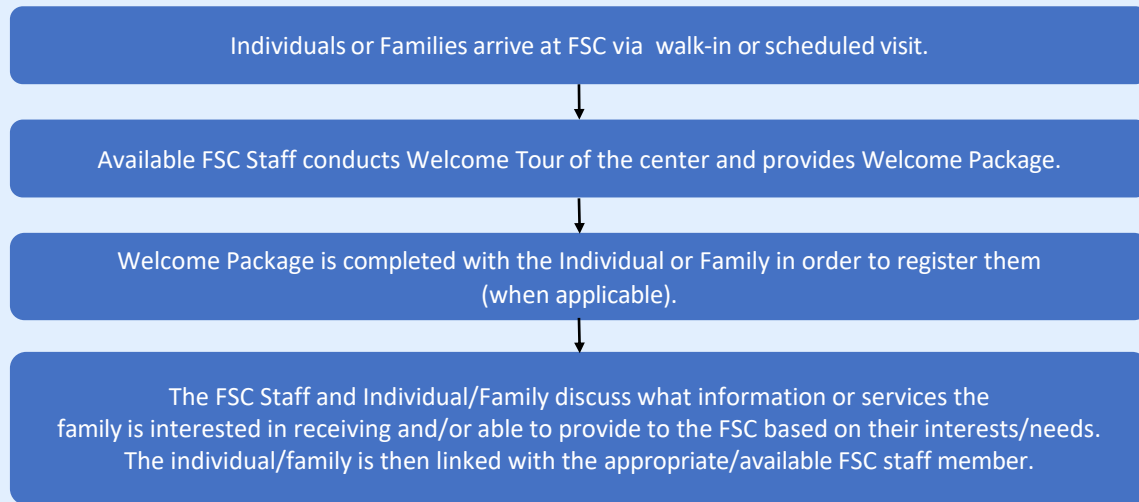 Individuals or Families arrive at FSC via walk-in or scheduled visit.
Available FSC Staff conducts Welcome Tour of the center and provides Welcome Package.
Welcome Package is completed with the Individual or Family in order to register them
(when applicable).
The FSC Staff and Individual/Family discuss what information or services the
family is interested in receiving and/or able to provide to the FSC based on their interests/needs.
The individual/family is then linked with the appropriate/available FSC staff member.